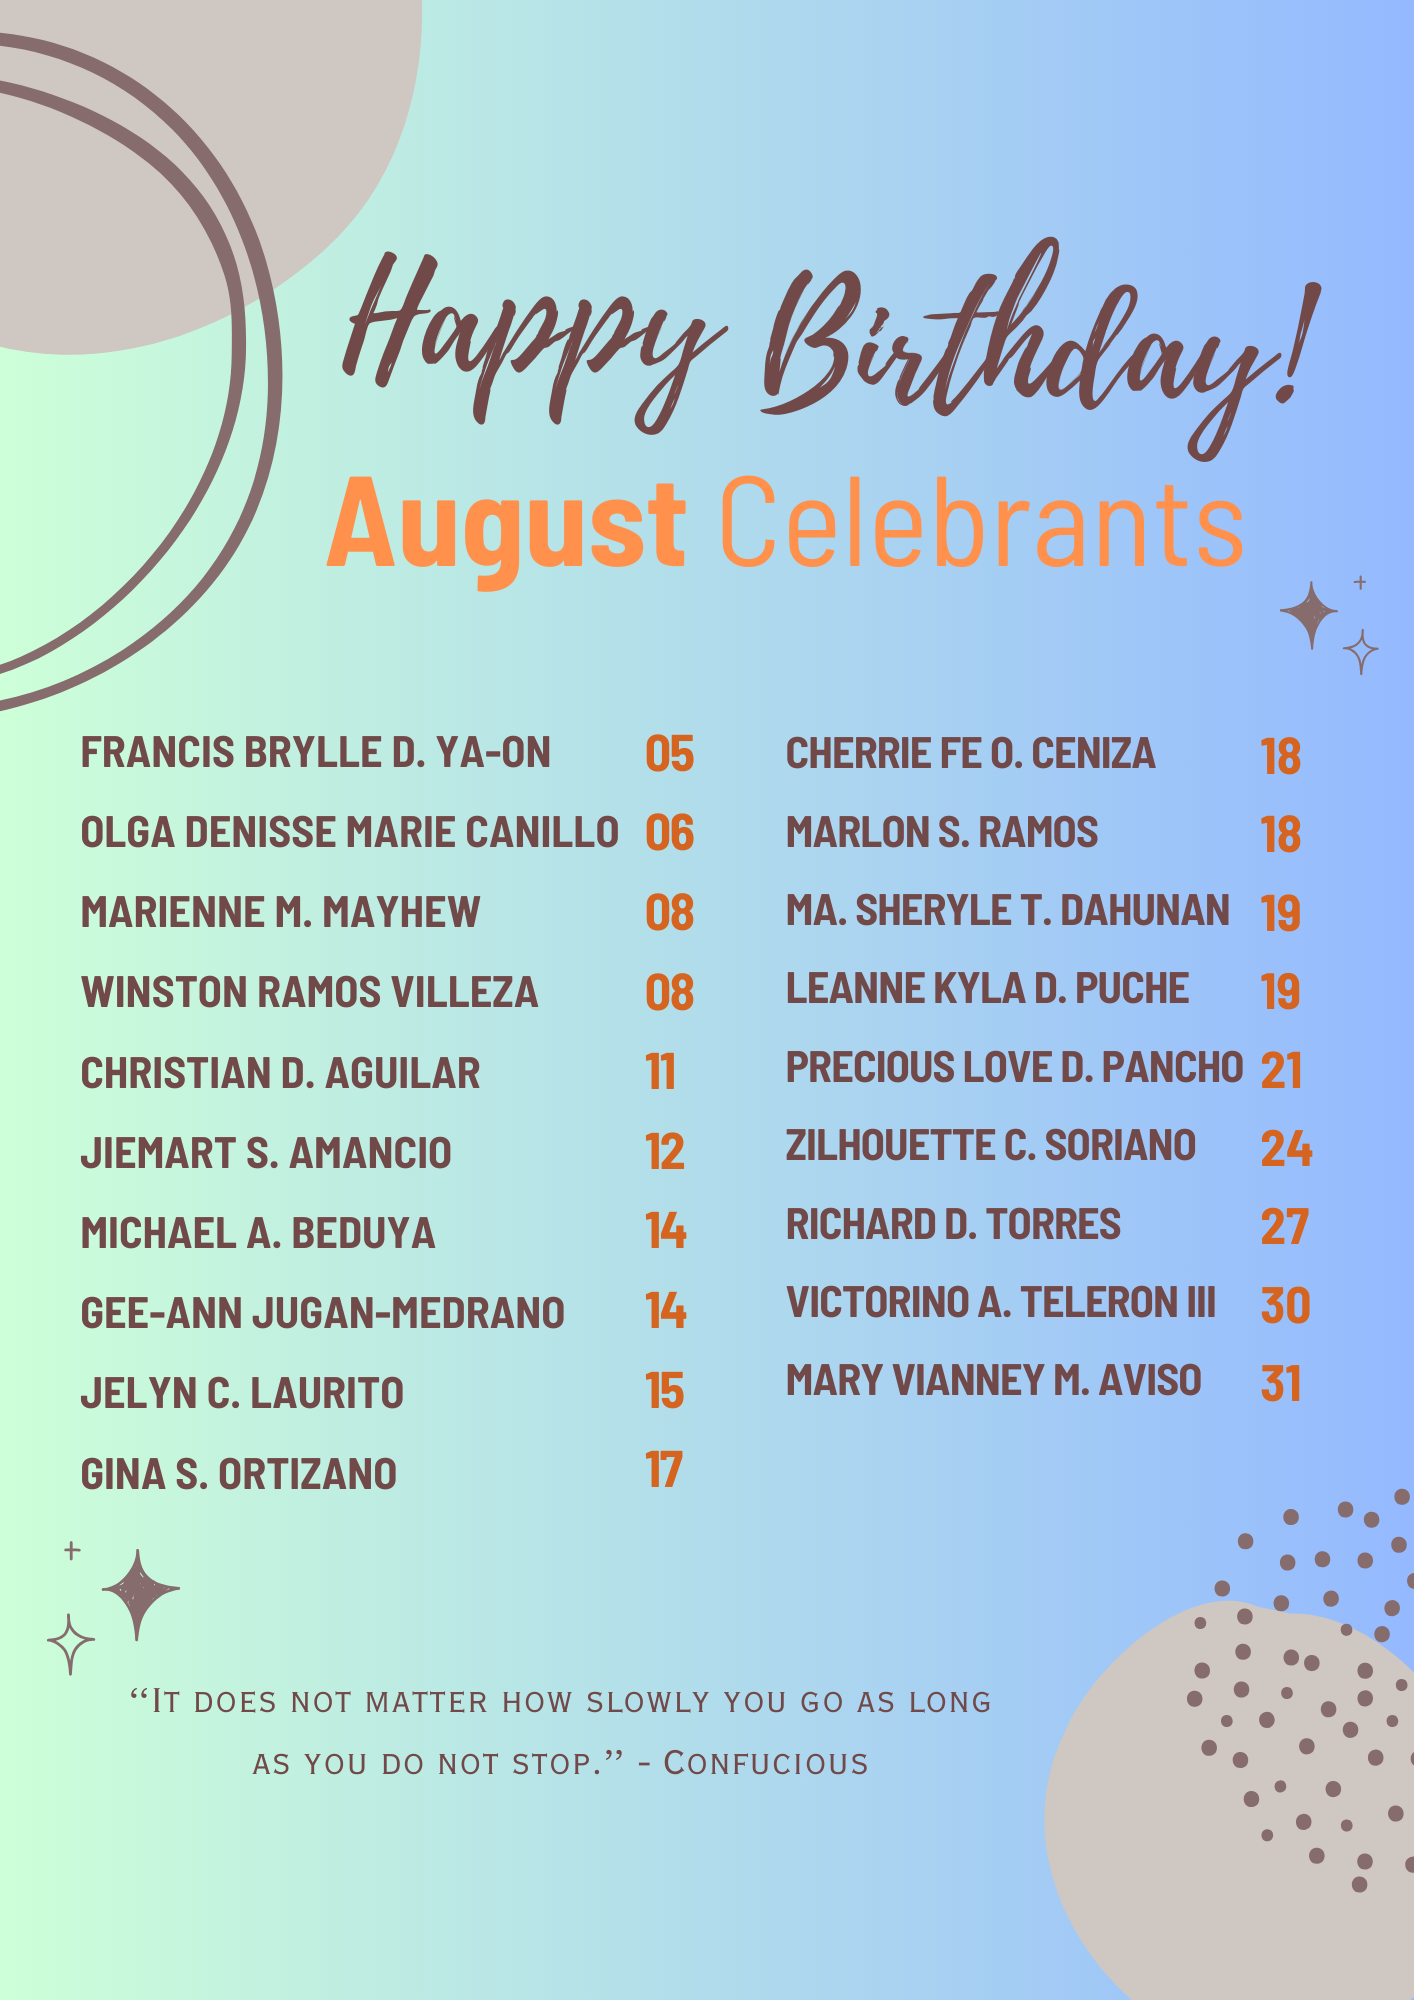 Happy Birthday!
August Celebrants
FRANCIS BRYLLE D. YA-ON 05
OLGA DENISSE MARIE CANILLO 06
MARIENNE M. MAYHEW 08
WINSTON RAMOS VILLEZA 08
CHRISTIAN D. AGUILAR 11
JIEMART S. AMANCIO 12
MICHAEL A. BEDUYA 14
GEE-ANN JUGAN-MEDRANO 14
JELYN C. LAURITO 15
GINA S. ORTIZANO 17
CHERRIE FE O. CENIZA 18
MARLON S. RAMOS 18
MA. SHERYLE T. DAHUNAN 19
LEANNE KYLA D. PUCHE 19
PRECIOUS LOVE D. PANCHO 21
ZILHOUETTE C. SORIANO 24
RICHARD D. TORRES 27
VICTORINO A. TELERON III 30
MARY VIANNEY M. AVISO 31
“It does not matter how slowly you go as long
as you do not stop.” - Confucious